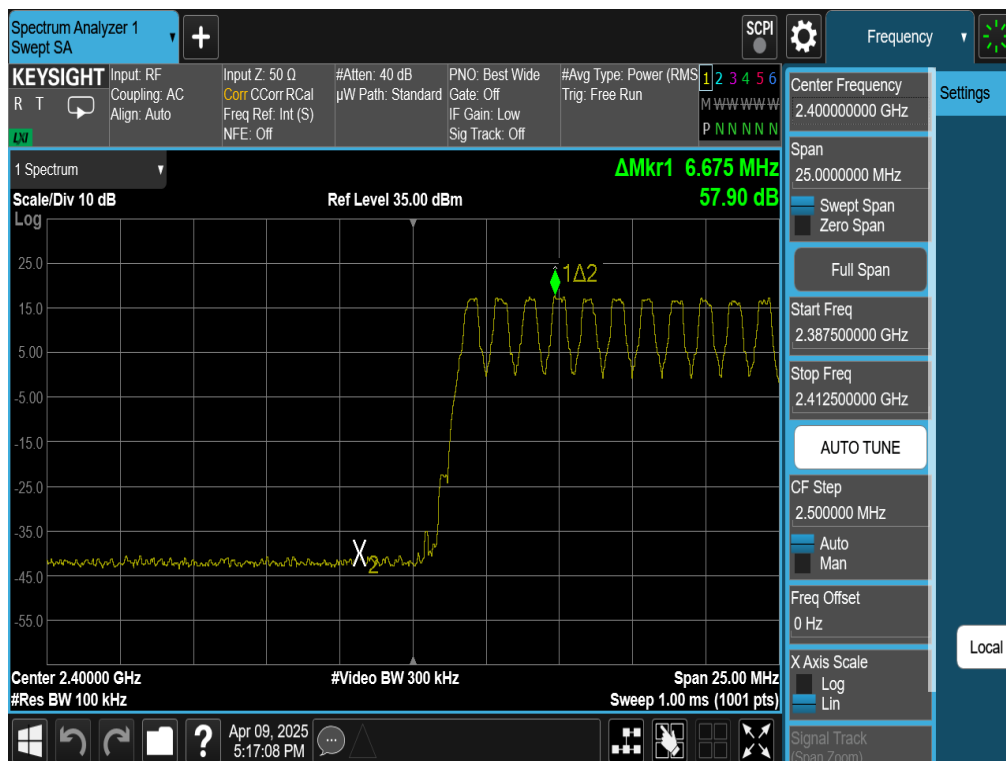 Spectrum Analyzer 1
Swept SA
+
SCPI
Frequency
KEYSIGHT
R T
LXI
Input: RF
Coupling: AC
Align: Auto
Input Z: 50 Ω
Corr CCorr RCal
Freq Ref: Int (S)
NFE: Off
#Atten: 40 dB
µW Path: Standard
PNO: Best Wide
Gate: Off
IF Gain: Low
Sig Track: Off
#Avg Type: Power (RMS
Trig: Free Run
1 2 3 4 5 6
M W W W W W
P N N N N N
1 Spectrum
Scale/Div 10 dB
Ref Level 35.00 dBm
ΔMkr1 6.675 MHz
57.90 dB
Log
25.0
15.0
5.00
-5.00
-15.0
-25.0
-35.0
-45.0
-55.0
1Δ2
X2
Center 2.40000 GHz
#Video BW 300 kHz
Span 25.00 MHz
#Res BW 100 kHz
Sweep 1.00 ms (1001 pts)
?
Apr 09, 2025
5:17:08 PM
Center Frequency
2.400000000 GHz
Span
25.0000000 MHz
Swept Span
Zero Span
Full Span
Start Freq
2.387500000 GHz
Stop Freq
2.412500000 GHz
AUTO TUNE
CF Step
2.500000 MHz
Auto
Man
Freq Offset
0 Hz
X Axis Scale
Log
Lin
Signal Track
(Span Zoom)
Settings
Local